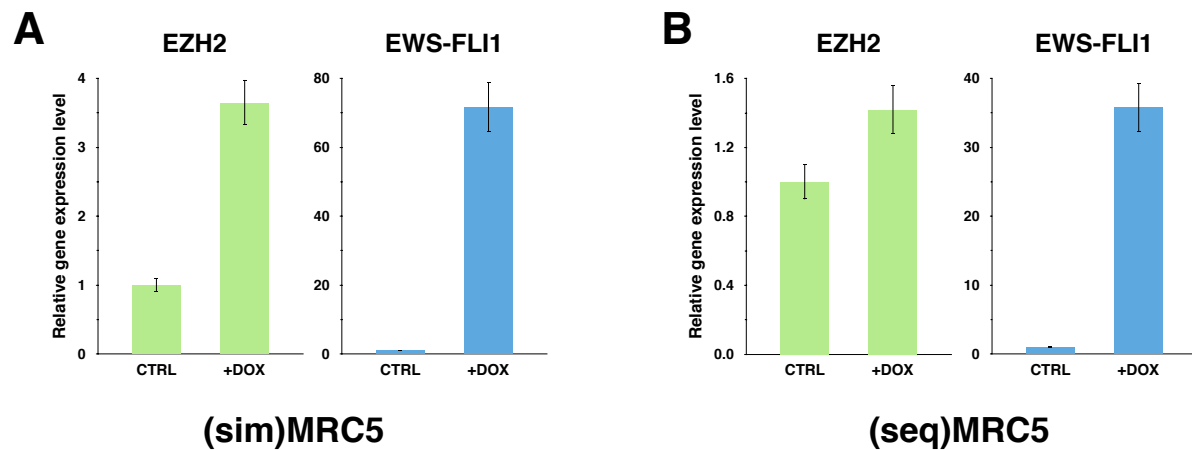 A
EZH2
EWS-FLI1
Relative gene expression level
4
3
2
1
0
CTRL
+DOX
80
60
40
20
0
CTRL
+DOX
(sim)MRC5
B
EZH2
EWS-FLI1
Relative gene expression level
1.6
1.2
0.8
0.4
0.0
CTRL
+DOX
40
30
20
10
0
CTRL
+DOX
(seq)MRC5